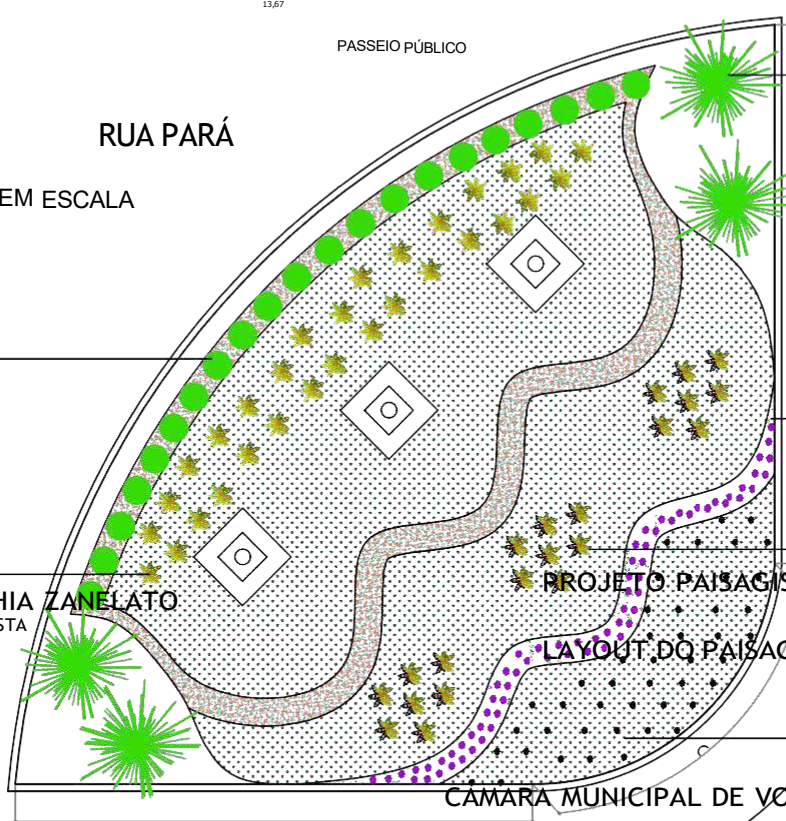 13,67
PASSEIO PÚBLICO
RUA PARÁ
EM ESCALA
HIA ZANELATO
STA
PROJETO PAISAGIS
LAYOUT DO PAISAG
CÂMARA MUNICIPAL DE VO